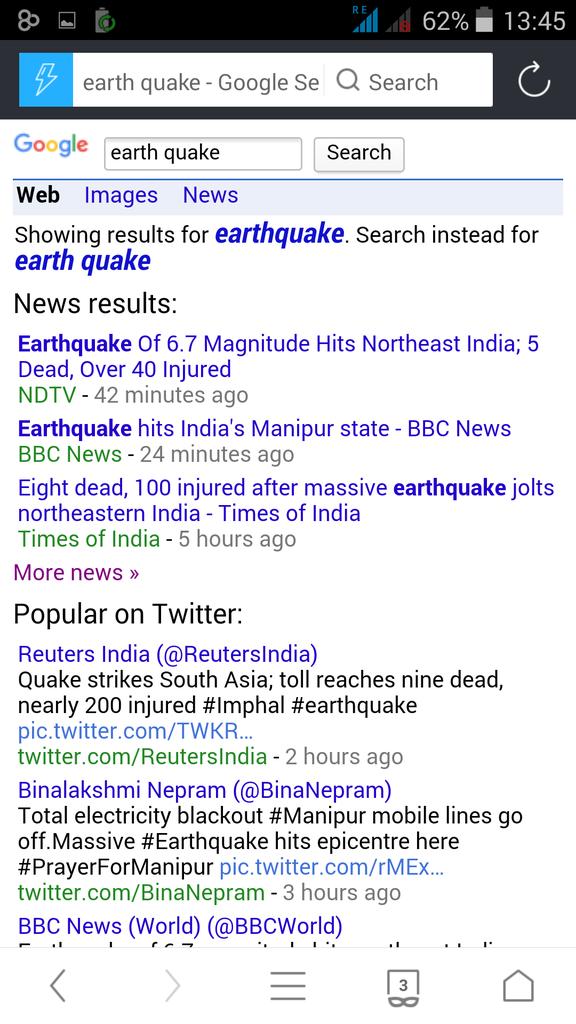 RE 62% 13:45
earth quake - Google Se Search
Google earth quake Search
Web Images News
Showing results for earthquake. Search instead for
earth quake
News results:
Earthquake Of 6.7 Magnitude Hits Northeast India; 5
Dead, Over 40 Injured
NDTV - 42 minutes ago
Earthquake hits India's Manipur state - BBC News
BBC News - 24 minutes ago
Eight dead, 100 injured after massive earthquake jolts
northeastern India - Times of India
Times of India - 5 hours ago
More news »
Popular on Twitter:
Reuters India (@ReutersIndia)
Quake strikes South Asia; toll reaches nine dead,
nearly 200 injured #Imphal #earthquake
pic.twitter.com/TWKR...
twitter.com/ReutersIndia - 2 hours ago
Binalakshmi Nepram (@BinaNepram)
Total electricity blackout #Manipur mobile lines go
off.Massive #Earthquake hits epicentre here
#PrayerForManipur pic.twitter.com/rMEx...
twitter.com/BinaNepram - 3 hours ago
BBC News (World) (@BBCWorld)
3